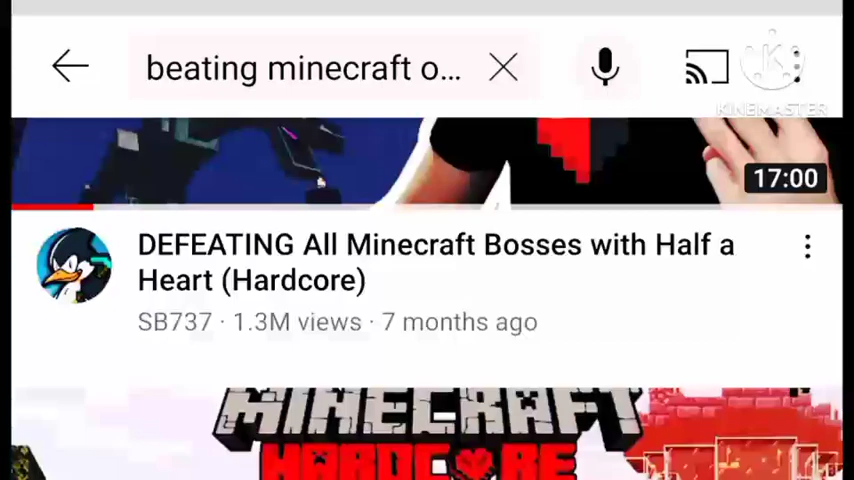 beating minecraft o...
KINEMASTER
17:00
DEFEATING All Minecraft Bosses with Half a
Heart (Hardcore)
SB737 · 1.3M views · 7 months ago
MINECRAFT
HARDCORE